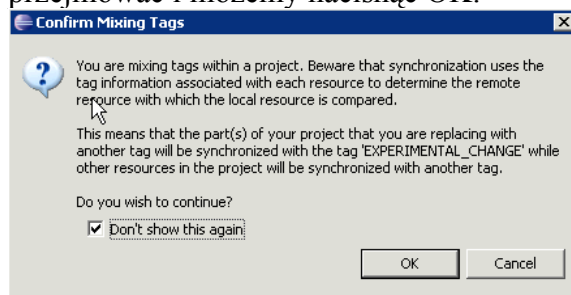 przejmować i możemy nacisnąć OK.
Confirm Mixing Tags
You are mixing tags within a project. Beware that synchronization uses the
tag information associated with each resource to determine the remote
resource with which the local resource is compared.
This means that the part(s) of your project that you are replacing with
another tag will be synchronized with the tag 'EXPERIMENTAL_CHANGE' while
other resources in the project will be synchronized with another tag.
Do you wish to continue?
Don't show this again
OK Cancel